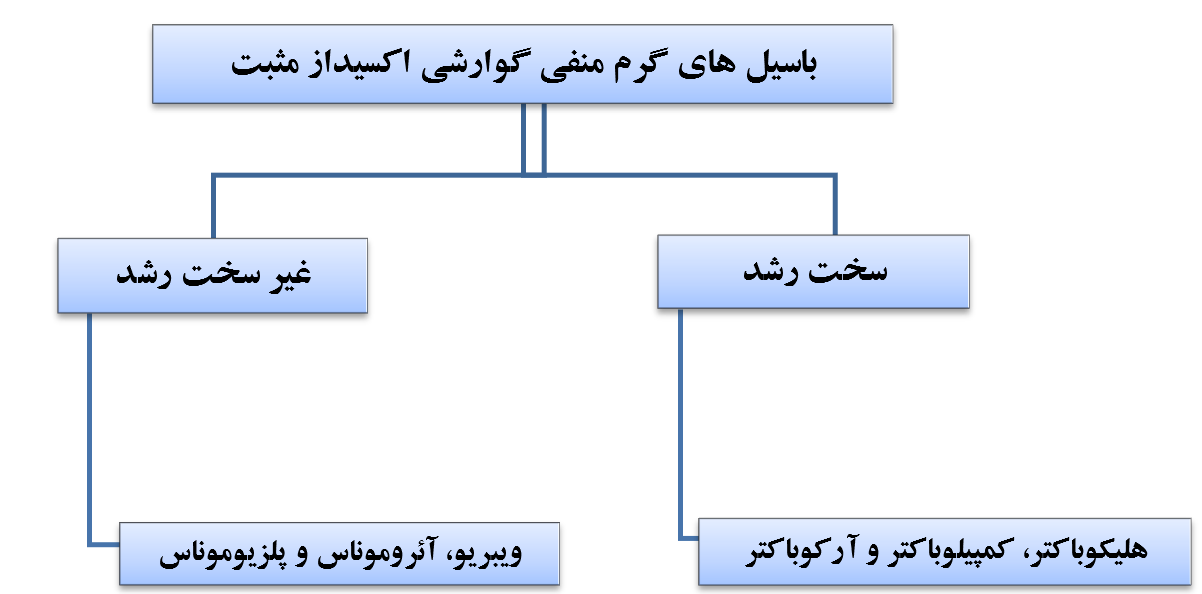 باسیل های گرم منفی گوارشی اکسیداز مثبت
سخت رشد
غیر سخت رشد
هلیکوباکتر، کمپیلوباکتر و آرکوباکتر
ویبریو، آئروموناس و پلزیوموناس